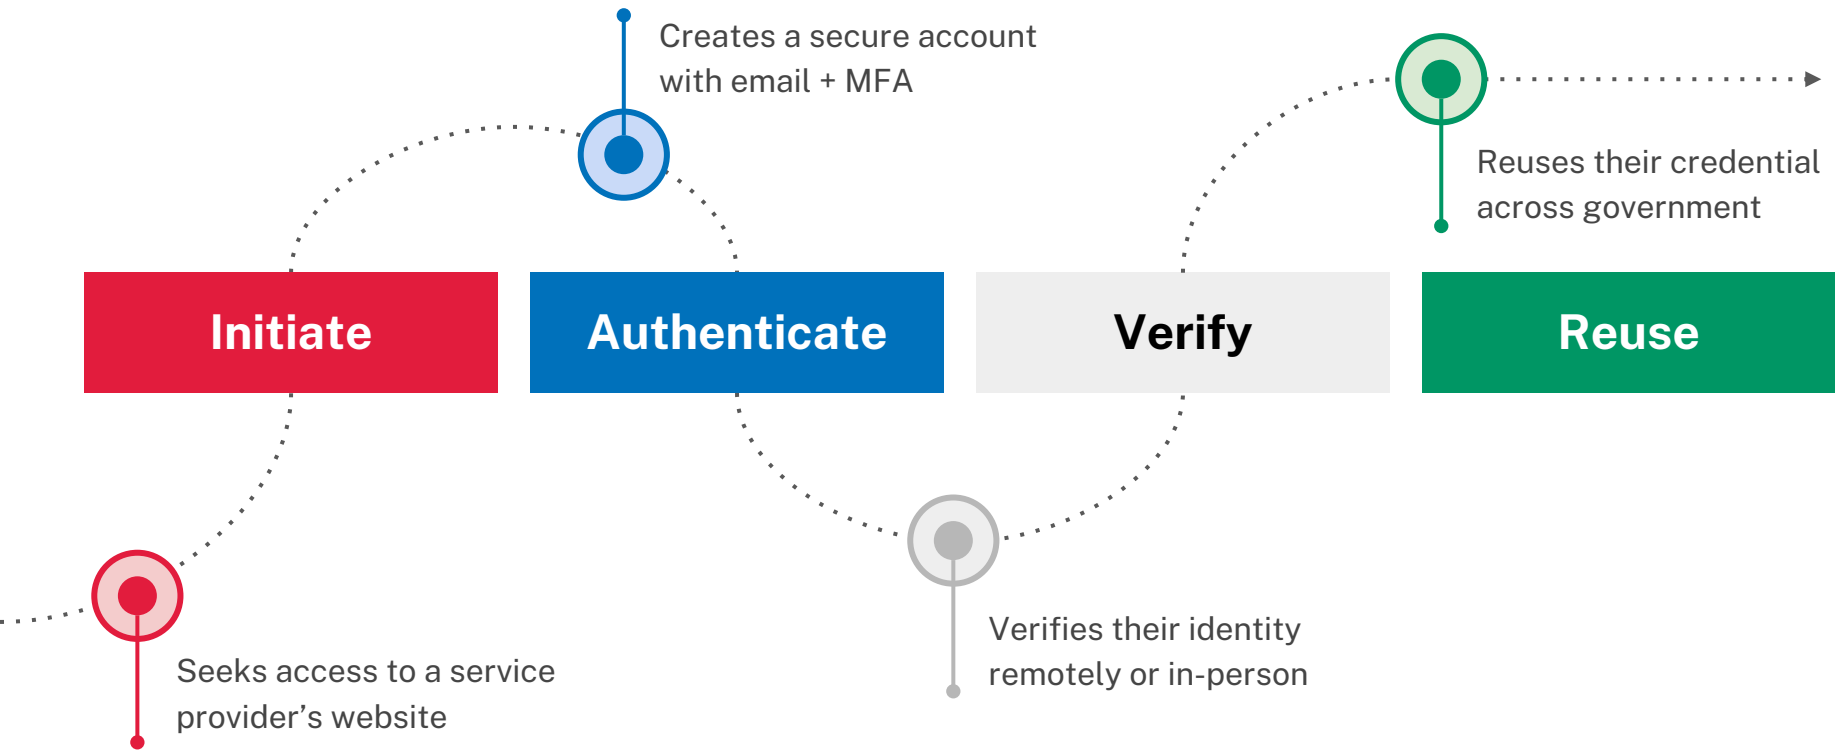 Creates a secure account
with email + MFA
Reuses their credential
across government
Initiate
Authenticate
Verify
Reuse
Verifies their identity
remotely or in-person
Seeks access to a service
provider’s website